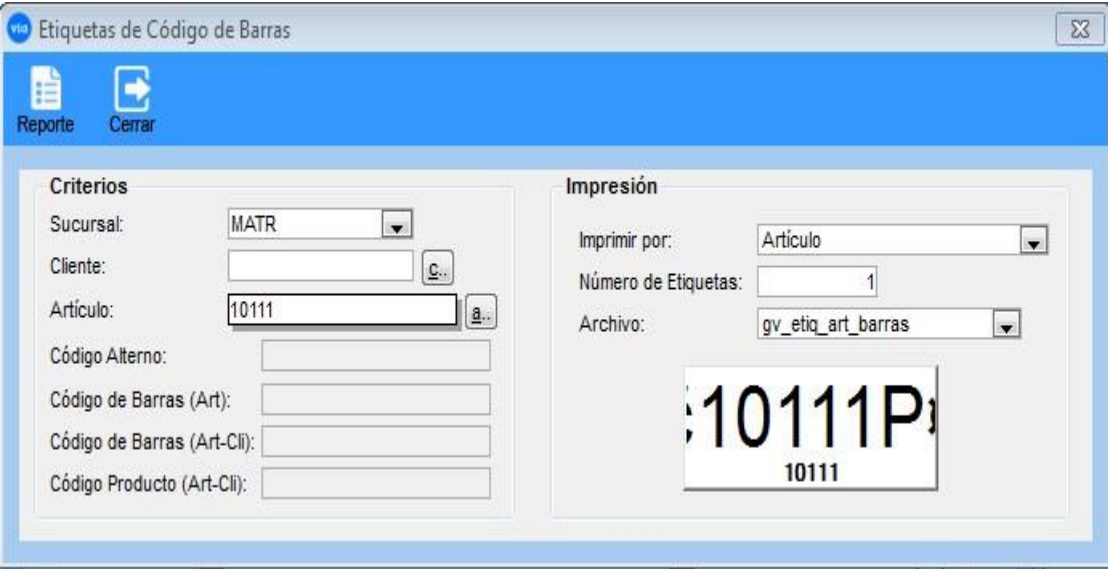 via Etiquetas de Código de Barras
Reporte Cerrar
Criterios
Sucursal: MATR
Cliente: c..
Artículo: 10111 a..
Código Alterno:
Código de Barras (Art):
Código de Barras (Art-Cli):
Código Producto (Art-Cli):
Impresión
Imprimir por: Artículo
Número de Etiquetas: 1
Archivo: gv_etiq_art_barras
10111P
10111